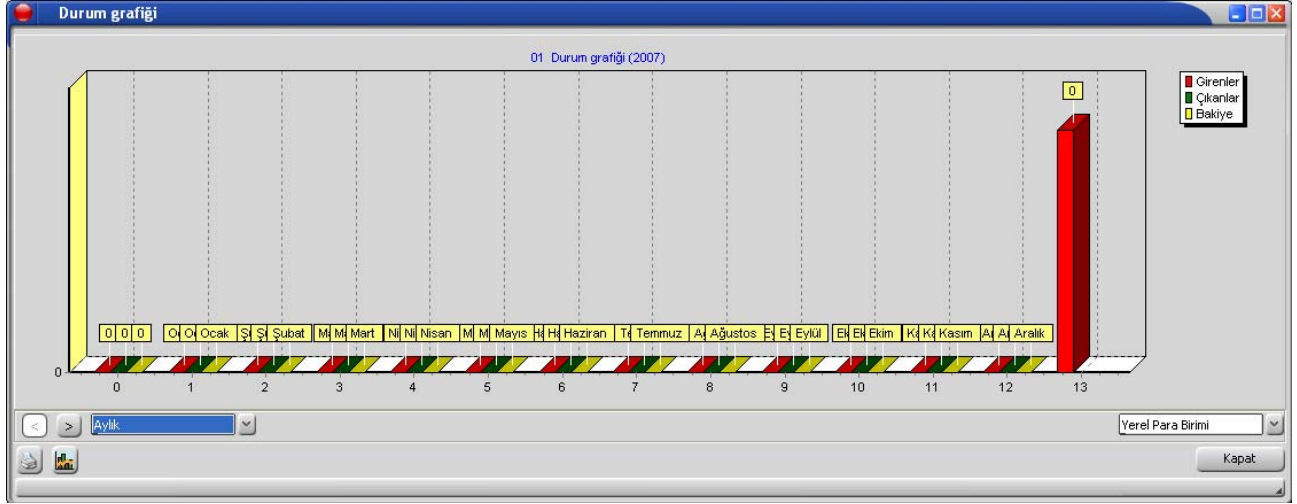 Durum grafiği
01 Durum grafiği (2007)
Girenler
Çıkanlar
Bakiye
0
0 0 0 Ocak Şubat Mart Nisan Mayıs Haziran Temmuz Ağustos Eylül Ekim Kasım Aralık
0
0 1 2 3 4 5 6 7 8 9 10 11 12 13
< > Aylık Yerel Para Birimi
Kapat